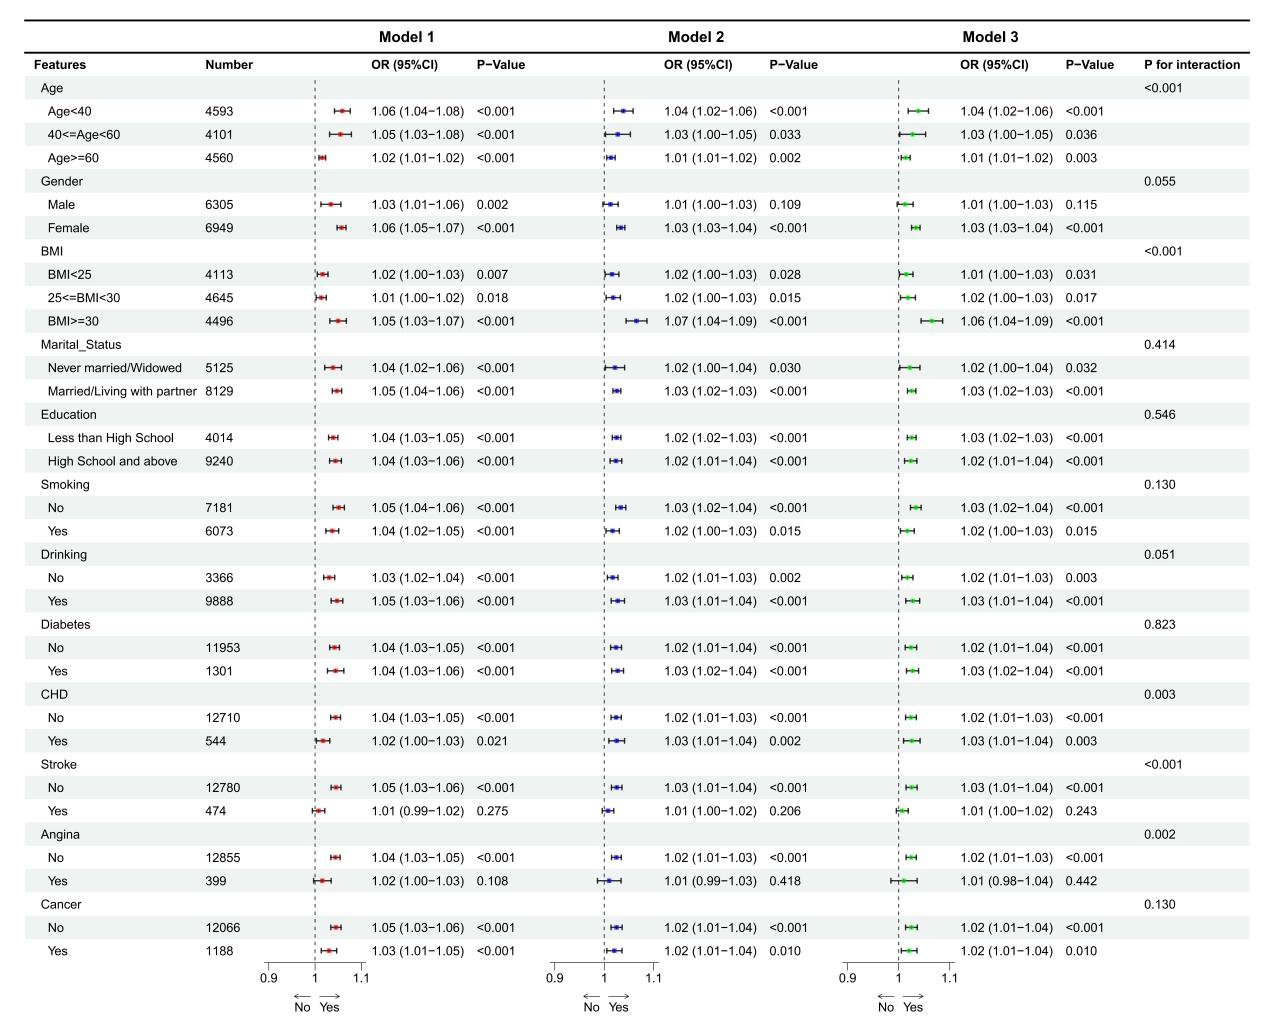 Model 1 Model 2 Model 3
Features Number OR (95%CI) P−Value OR (95%CI) P−Value OR (95%CI) P−Value P for interaction
Age <0.001
Age<40 4593 1.06 (1.04−1.08) <0.001 1.04 (1.02−1.06) <0.001 1.04 (1.02−1.06) <0.001
40<=Age<60 4101 1.05 (1.03−1.08) <0.001 1.03 (1.00−1.05) 0.033 1.03 (1.00−1.05) 0.036
Age>=60 4560 1.02 (1.01−1.02) <0.001 1.01 (1.01−1.02) 0.002 1.01 (1.01−1.02) 0.003
Gender 0.055
Male 6305 1.03 (1.01−1.06) 0.002 1.01 (1.00−1.03) 0.109 1.01 (1.00−1.03) 0.115
Female 6949 1.06 (1.05−1.07) <0.001 1.03 (1.03−1.04) <0.001 1.03 (1.03−1.04) <0.001
BMI <0.001
BMI<25 4113 1.02 (1.00−1.03) 0.007 1.02 (1.00−1.03) 0.028 1.01 (1.00−1.03) 0.031
25<=BMI<30 4645 1.01 (1.00−1.02) 0.018 1.02 (1.00−1.03) 0.015 1.02 (1.00−1.03) 0.017
BMI>=30 4496 1.05 (1.03−1.07) <0.001 1.07 (1.04−1.09) <0.001 1.06 (1.04−1.09) <0.001
Marital_Status 0.414
Never married/Widowed 5125 1.04 (1.02−1.06) <0.001 1.02 (1.00−1.04) 0.030 1.02 (1.00−1.04) 0.032
Married/Living with partner 8129 1.05 (1.04−1.06) <0.001 1.03 (1.02−1.03) <0.001 1.03 (1.02−1.03) <0.001
Education 0.546
Less than High School 4014 1.04 (1.03−1.05) <0.001 1.02 (1.02−1.03) <0.001 1.03 (1.02−1.03) <0.001
High School and above 9240 1.04 (1.03−1.06) <0.001 1.02 (1.01−1.04) <0.001 1.02 (1.01−1.04) <0.001
Smoking 0.130
No 7181 1.05 (1.04−1.06) <0.001 1.03 (1.02−1.04) <0.001 1.03 (1.02−1.04) <0.001
Yes 6073 1.04 (1.02−1.05) <0.001 1.02 (1.00−1.03) 0.015 1.02 (1.00−1.03) 0.015
Drinking 0.051
No 3366 1.03 (1.02−1.04) <0.001 1.02 (1.01−1.03) 0.002 1.02 (1.01−1.03) 0.003
Yes 9888 1.05 (1.03−1.06) <0.001 1.03 (1.01−1.04) <0.001 1.03 (1.01−1.04) <0.001
Diabetes 0.823
No 11953 1.04 (1.03−1.05) <0.001 1.02 (1.01−1.04) <0.001 1.02 (1.01−1.04) <0.001
Yes 1301 1.04 (1.03−1.06) <0.001 1.03 (1.02−1.04) <0.001 1.03 (1.02−1.04) <0.001
CHD 0.003
No 12710 1.04 (1.03−1.05) <0.001 1.02 (1.01−1.03) <0.001 1.02 (1.01−1.03) <0.001
Yes 544 1.02 (1.00−1.03) 0.021 1.03 (1.01−1.04) 0.002 1.03 (1.01−1.04) 0.003
Stroke <0.001
No 12780 1.05 (1.03−1.06) <0.001 1.03 (1.01−1.04) <0.001 1.03 (1.01−1.04) <0.001
Yes 474 1.01 (0.99−1.02) 0.275 1.01 (1.00−1.02) 0.206 1.01 (1.00−1.02) 0.243
Angina 0.002
No 12855 1.04 (1.03−1.05) <0.001 1.02 (1.01−1.03) <0.001 1.02 (1.01−1.03) <0.001
Yes 399 1.02 (1.00−1.03) 0.108 1.01 (0.99−1.03) 0.418 1.01 (0.98−1.04) 0.442
Cancer 0.130
No 12066 1.05 (1.03−1.06) <0.001 1.02 (1.01−1.04) <0.001 1.02 (1.01−1.04) <0.001
Yes 1188 1.03 (1.01−1.05) <0.001 1.02 (1.01−1.04) 0.010 1.02 (1.01−1.04) 0.010
0.9 1 1.1 0.9 1 1.1 0.9 1 1.1
No Yes No Yes No Yes